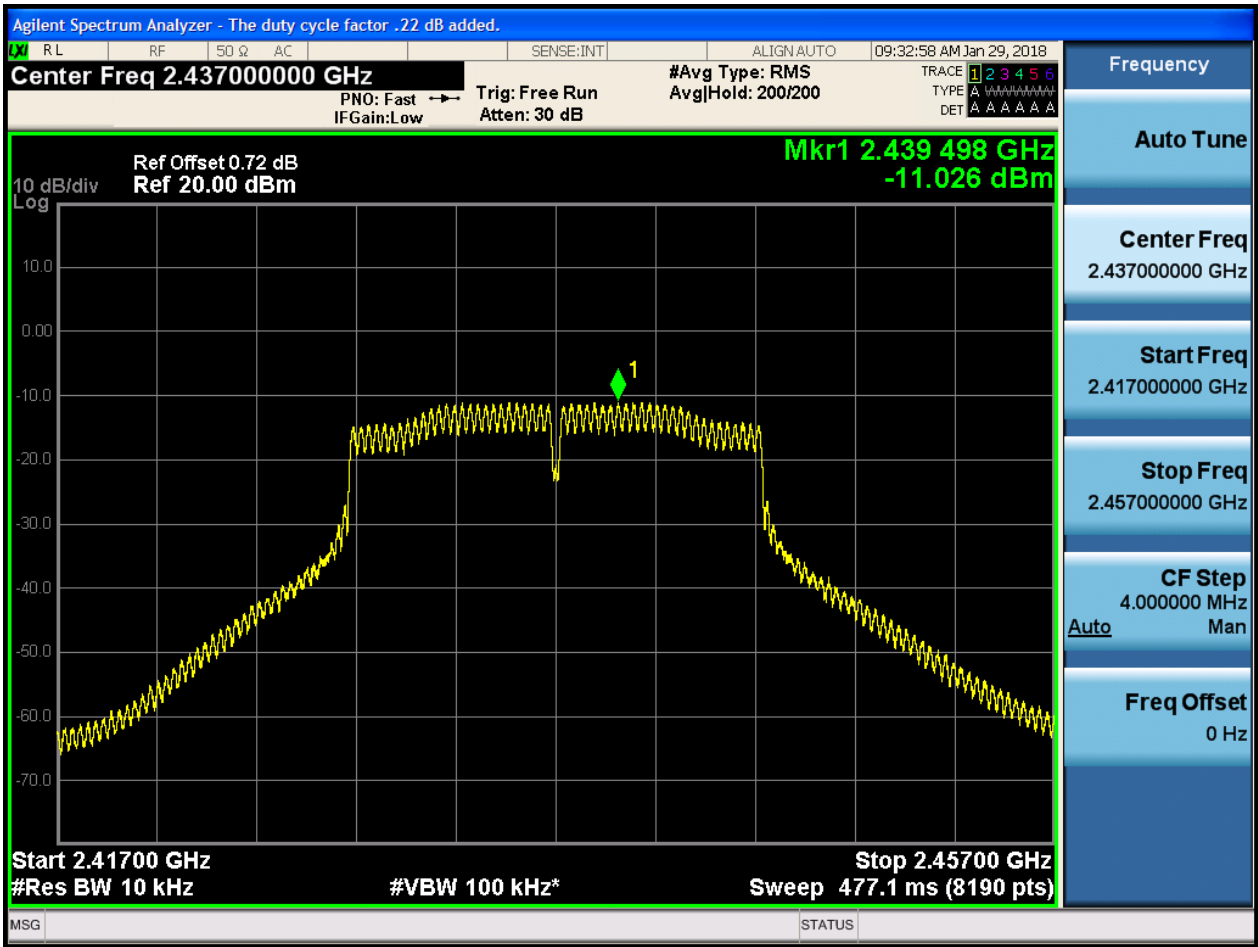 Agilent Spectrum Analyzer - The duty cycle factor .22 dB added.
LXI RL RF 50 Ω AC SENSE:INT ALIGN AUTO 09:32:58 AM Jan 29, 2018
Center Freq 2.437000000 GHz
PNO: Fast
IFGain:Low
Trig: Free Run
Atten: 30 dB
#Avg Type: RMS
Avg|Hold: 200/200
TRACE 1 2 3 4 5 6
TYPE A WWWWWW
DET A A A A A A
Ref Offset 0.72 dB
Ref 20.00 dBm
10 dB/div
Log
Mkr1 2.439 498 GHz
-11.026 dBm
1
10.0
0.00
-10.0
-20.0
-30.0
-40.0
-50.0
-60.0
-70.0
Start 2.41700 GHz
Stop 2.45700 GHz
#Res BW 10 kHz
#VBW 100 kHz*
Sweep 477.1 ms (8190 pts)
MSG
STATUS
Frequency
Auto Tune
Center Freq
2.437000000 GHz
Start Freq
2.417000000 GHz
Stop Freq
2.457000000 GHz
CF Step
4.000000 MHz
Auto Man
Freq Offset
0 Hz